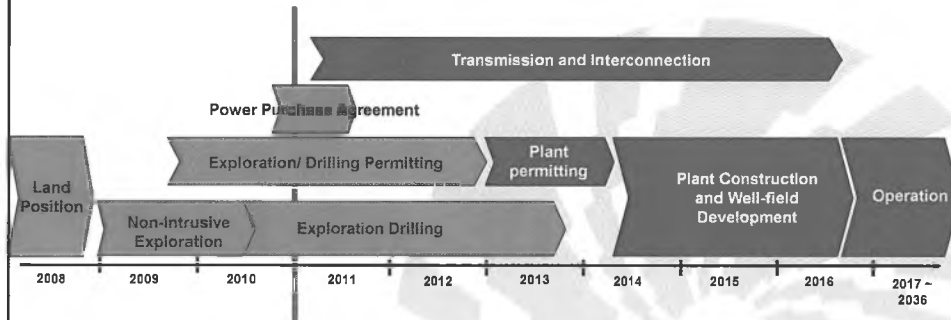 Transmission and Interconnection
Power Purchase Agreement
Exploration/ Drilling Permitting
Plant
permitting
Land
Position
Plant Construction
and Well-field
Development
Operation
Non-intrusive
Exploration
Exploration Drilling
2008
2009
2010
2011
2012
2013
2014
2015
2016
2017 ~
2036